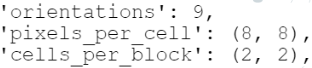 'orientations': 9,
'pixels_per_cell': (8, 8),
'cells_per_block': (2, 2),